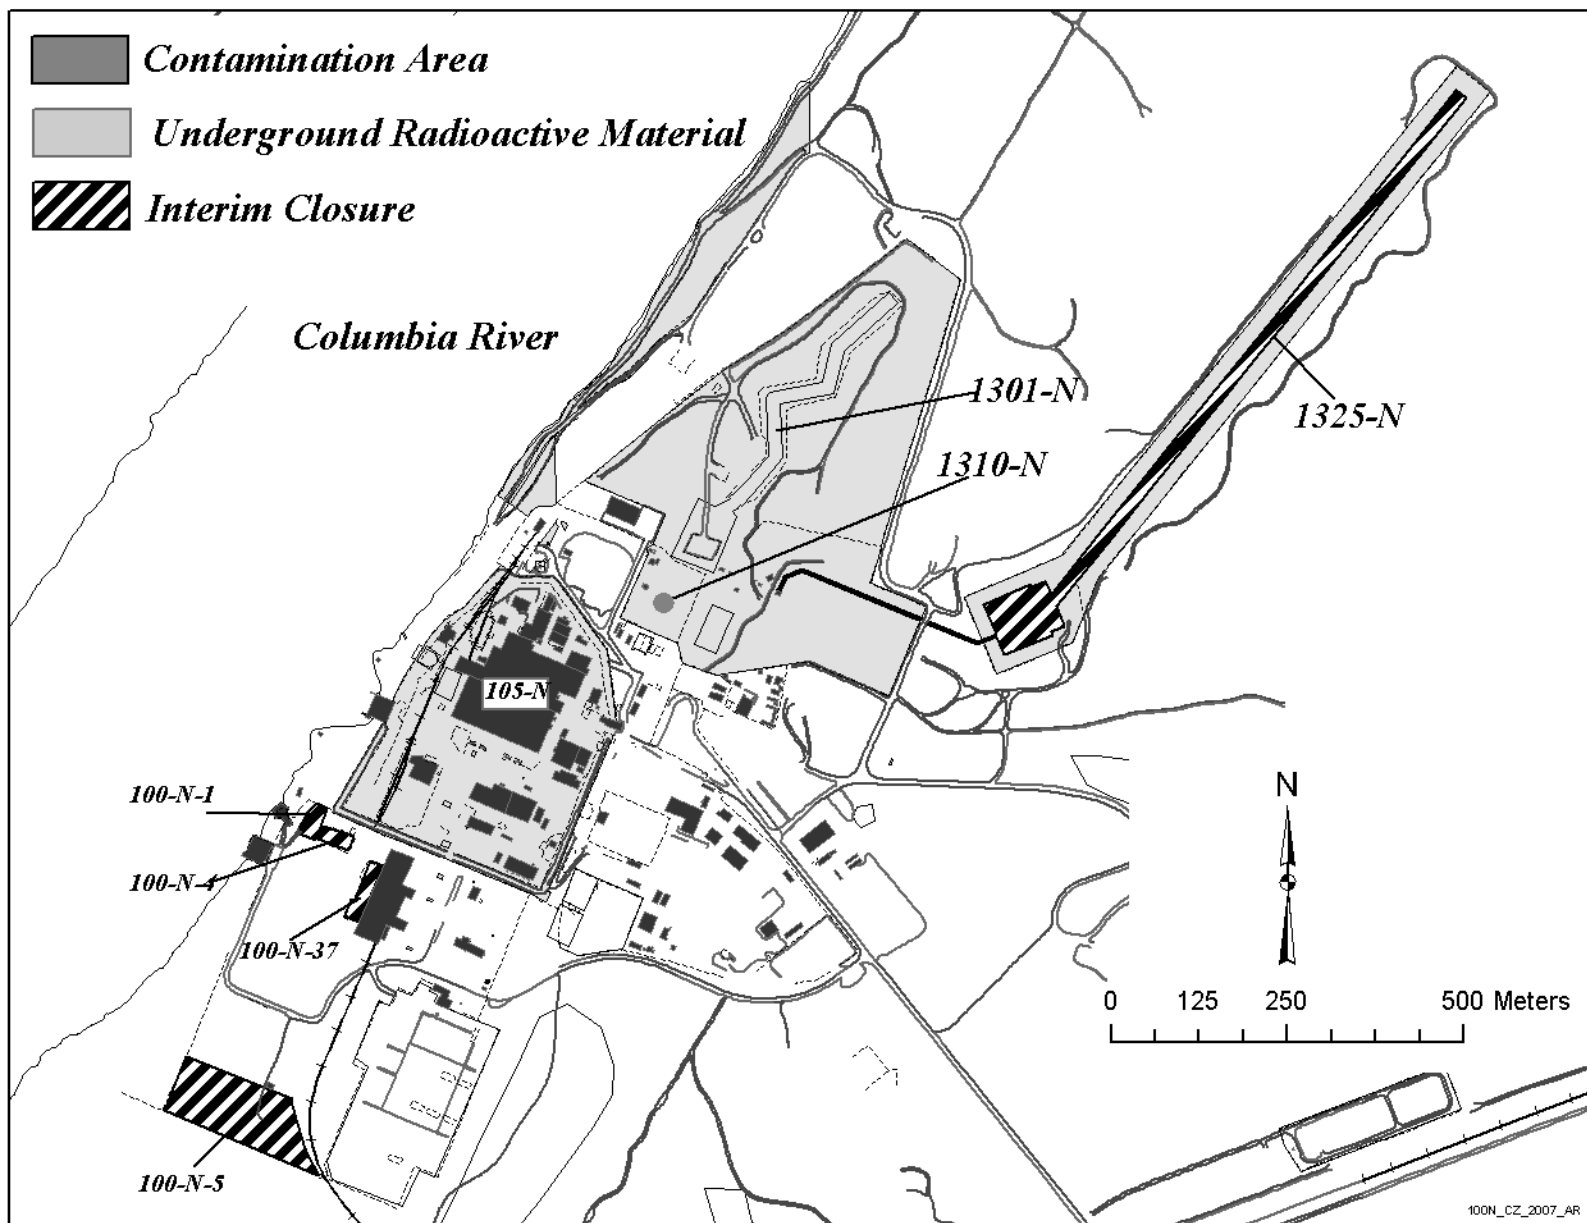 Contamination Area
Underground Radioactive Material
Interim Closure
Columbia River
1301-N
1325-N
1310-N
105-N
100-N-1
100-N-4
100-N-37
100-N-5
N
0 125 250 500 Meters
100N_CZ_2007_AR